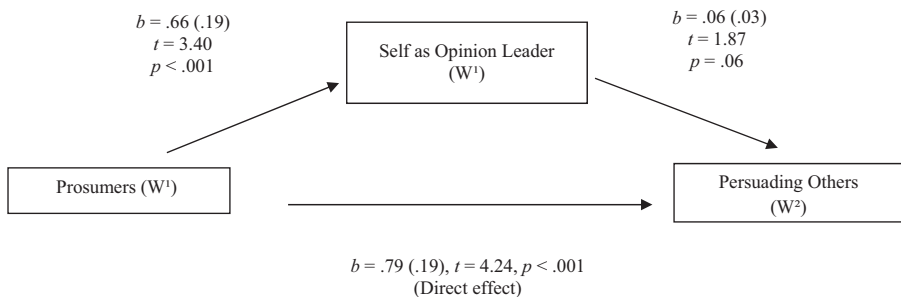 b = .66 (.19)
t = 3.40
p < .001
Self as Opinion Leader
(W¹)
b = .06 (.03)
t = 1.87
p = .06
Prosumers (W¹)
Persuading Others
(W²)
b = .79 (.19), t = 4.24, p < .001
(Direct effect)